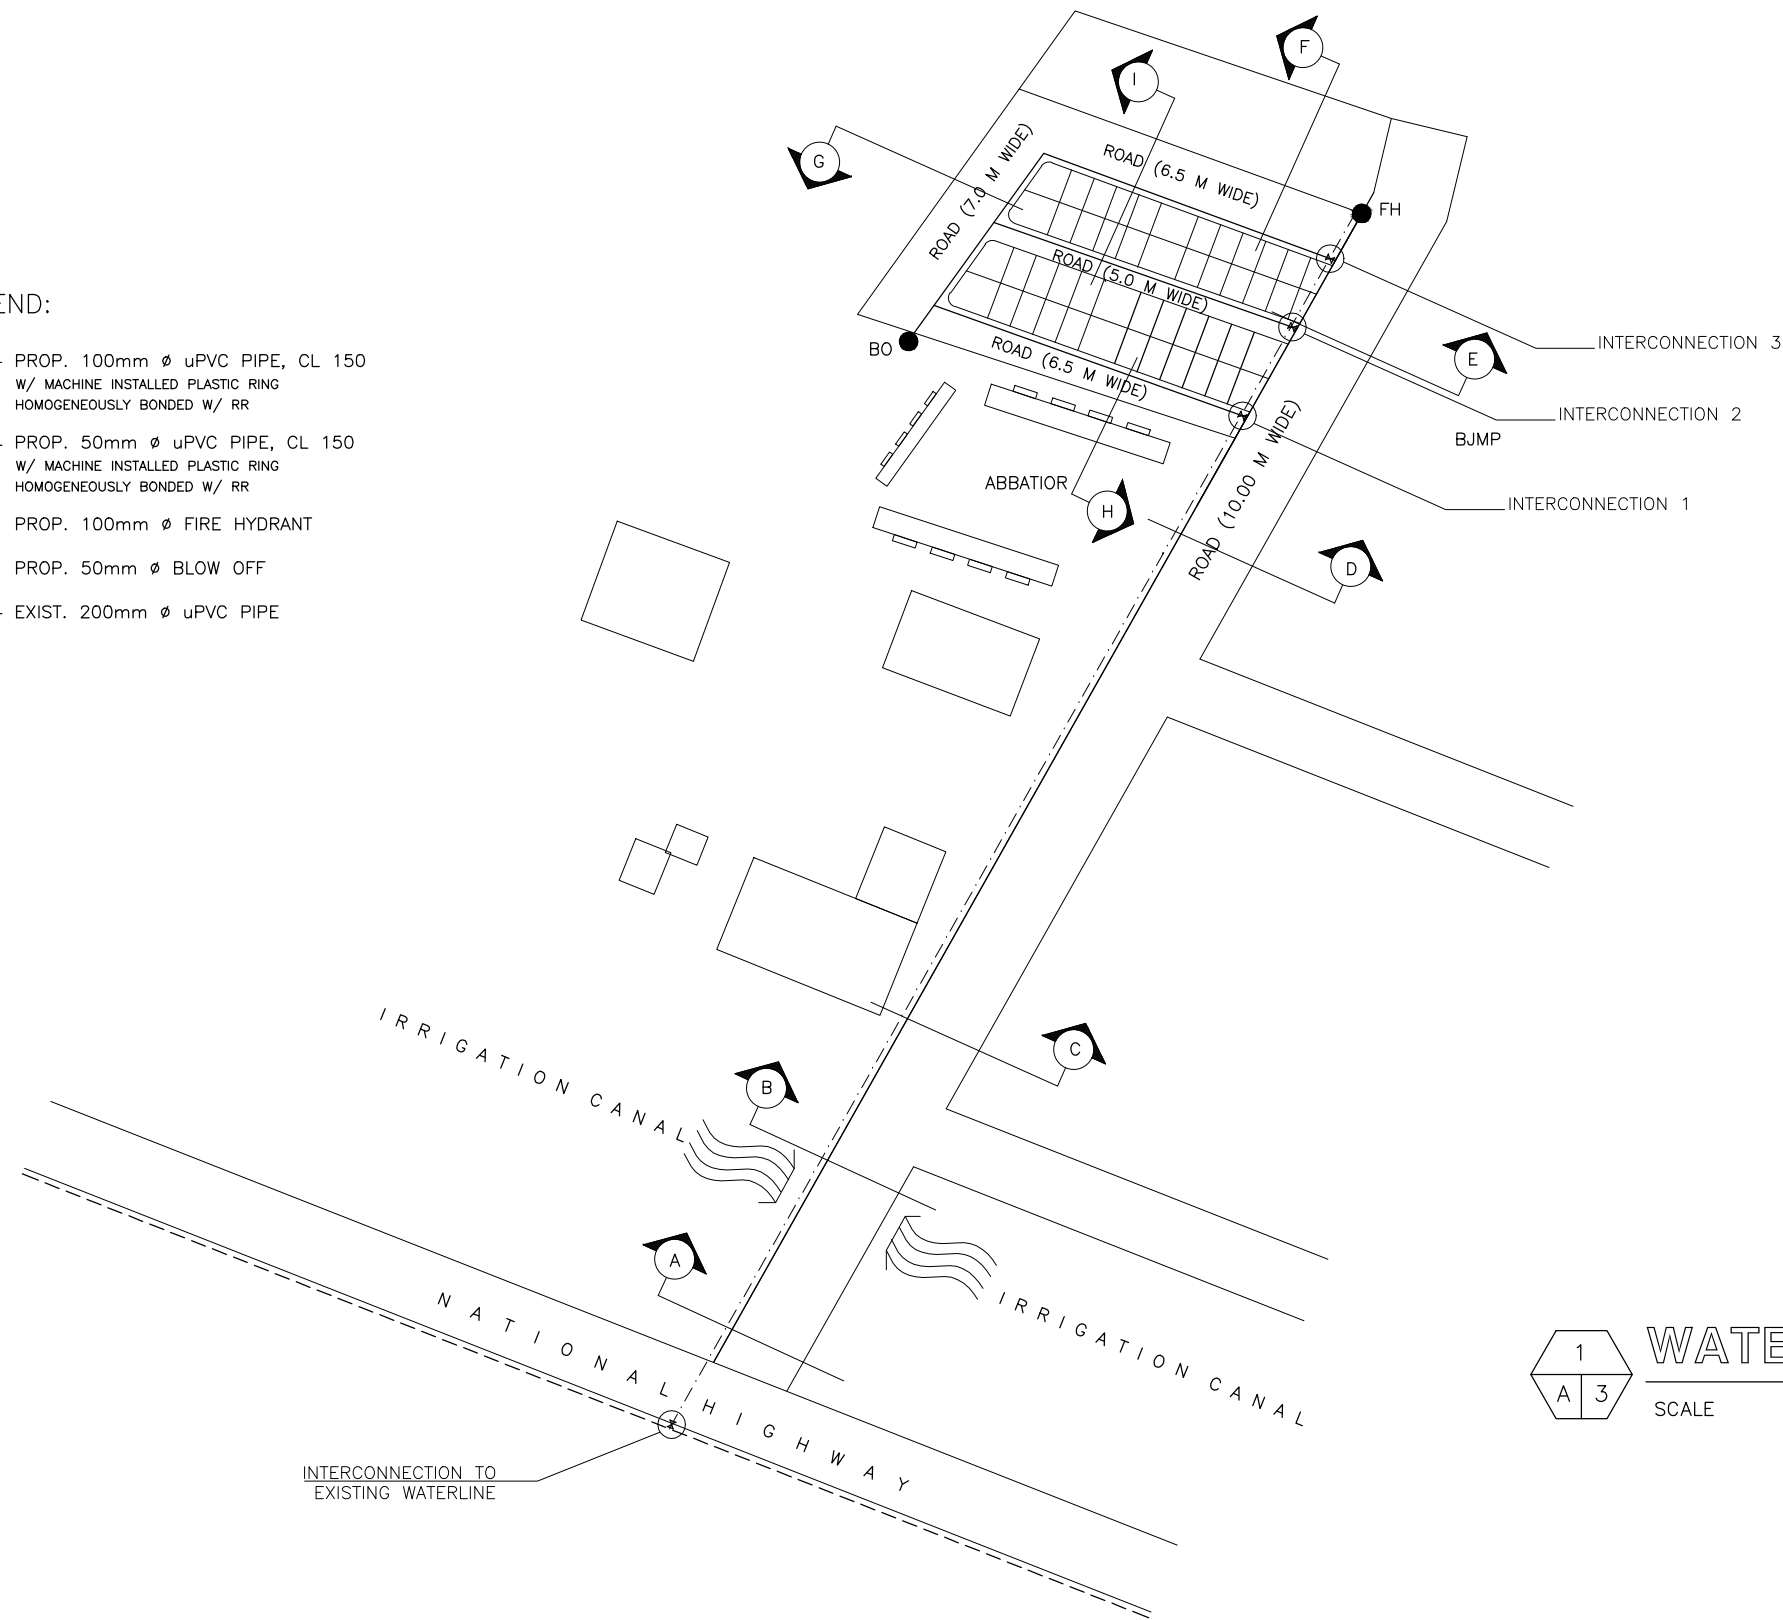 F
I
G
ROAD (6.5 M WIDE)
ROAD (7.0 M WIDE)
FH
ROAD (5.0 M WIDE)
BO
ROAD (6.5 M WIDE)
INTERCONNECTION 3
E
INTERCONNECTION 2
BJMP
INTERCONNECTION 1
ABBATIOR
H
ROAD (10.00 M WIDE)
D
END:
PROP. 100mm ø uPVC PIPE, CL 150
W/ MACHINE INSTALLED PLASTIC RING
HOMOGENEOUSLY BONDED W/ RR
PROP. 50mm ø uPVC PIPE, CL 150
W/ MACHINE INSTALLED PLASTIC RING
HOMOGENEOUSLY BONDED W/ RR
PROP. 100mm ø FIRE HYDRANT
PROP. 50mm ø BLOW OFF
EXIST. 200mm ø uPVC PIPE
IRRIGATION CANAL
C
B
A
NATIONAL HIGHWAY
IRRIGATION CANAL
INTERCONNECTION TO
EXISTING WATERLINE
1
A 3
WATE
SCALE